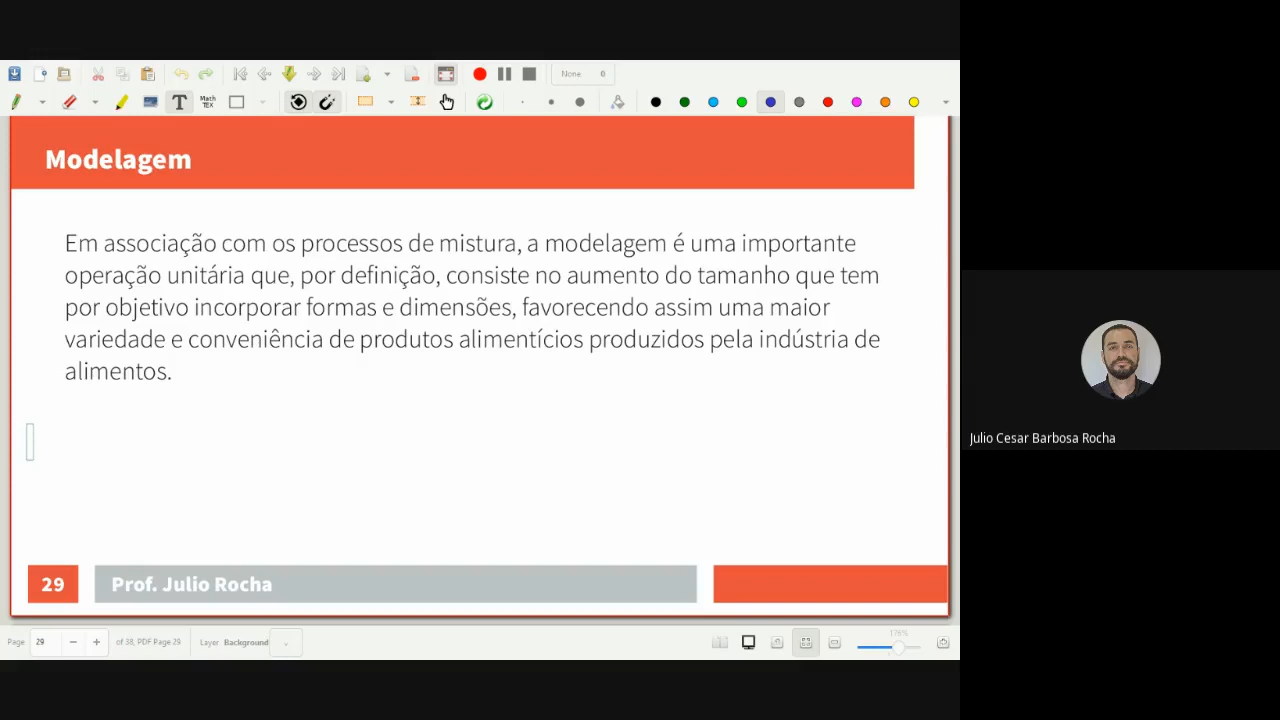 None 0
Math
TEX
Modelagem
Em associação com os processos de mistura, a modelagem é uma importante
operação unitária que, por definição, consiste no aumento do tamanho que tem
por objetivo incorporar formas e dimensões, favorecendo assim uma maior
variedade e conveniência de produtos alimentícios produzidos pela indústria de
alimentos.
Julio Cesar Barbosa Rocha
29 Prof. Julio Rocha
Page 29 of 38, PDF Page 29 Layer Background 176%